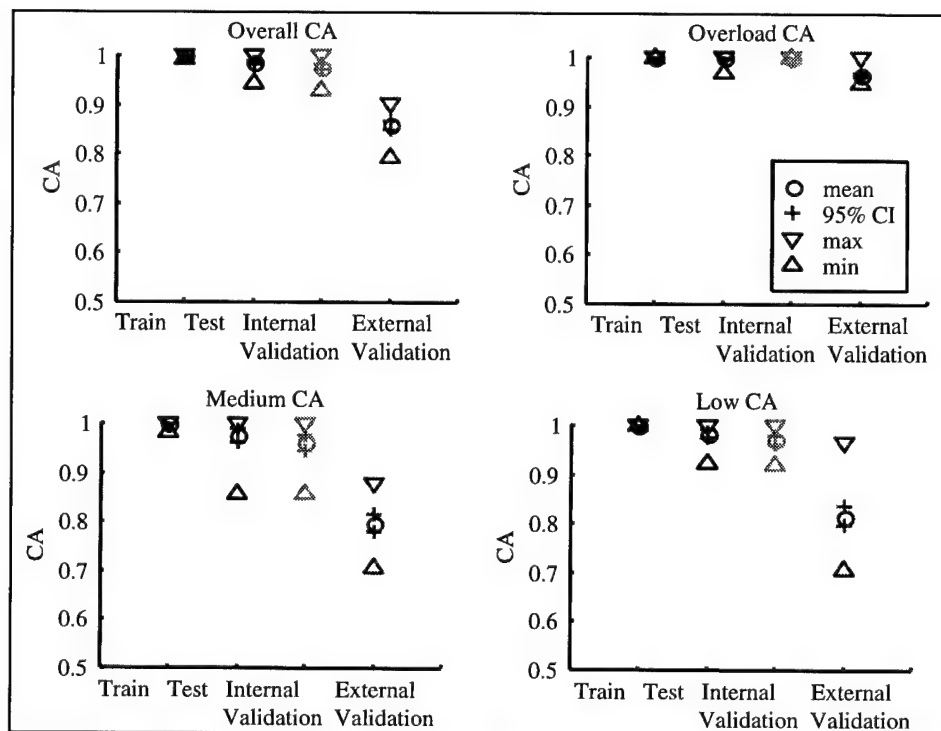 Overall CA
1
0.9
0.8
0.7
0.6
0.5
CA
Train Test Internal External
Validation Validation
Overload CA
1
0.9
0.8
0.7
0.6
0.5
CA
mean
95% CI
max
min
Train Test Internal External
Validation Validation
Medium CA
1
0.9
0.8
0.7
0.6
0.5
CA
Train Test Internal External
Validation Validation
Low CA
1
0.9
0.8
0.7
0.6
0.5
CA
Train Test Internal External
Validation Validation